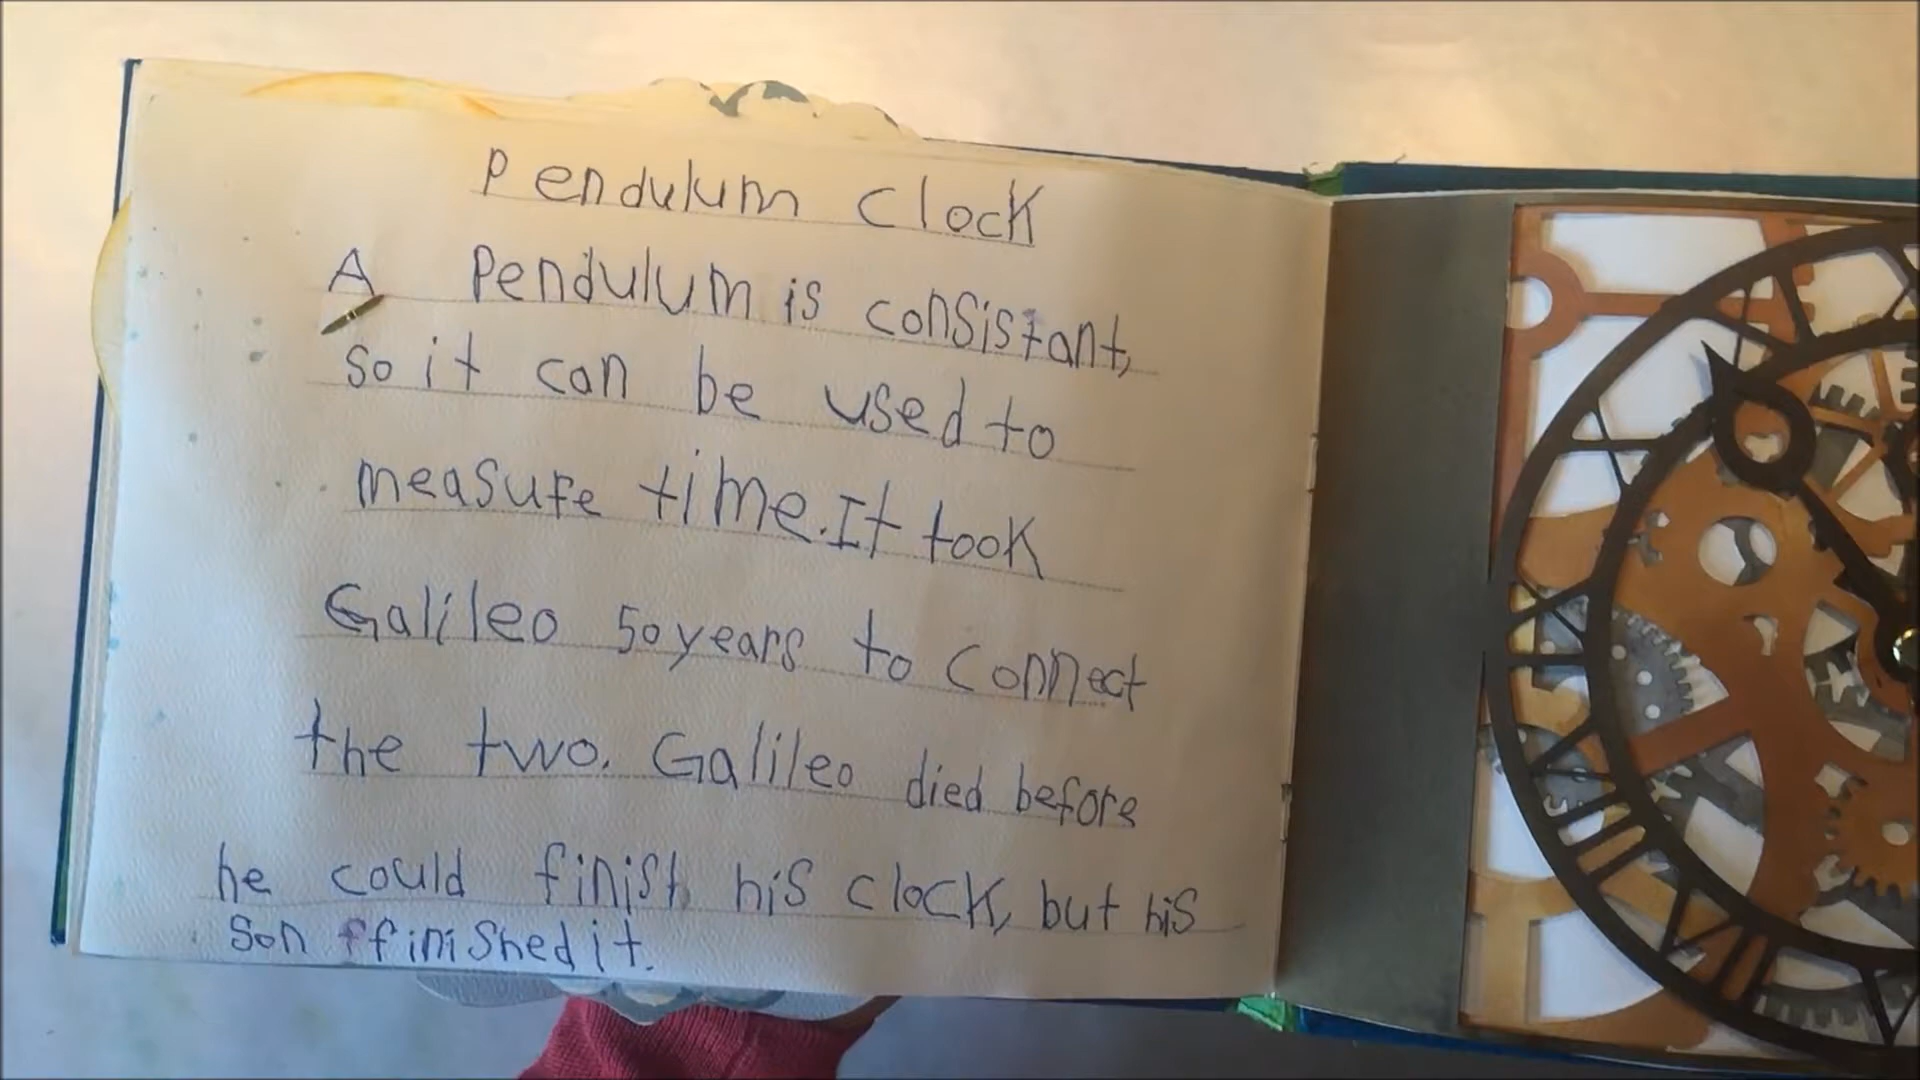 Pendulum Clock
A Pendulum is consistant,
so it can be used to
measure time. It took
Galileo 50 years to connect
the two. Galileo died before
he could finish his clock, but his
son ffinished it.